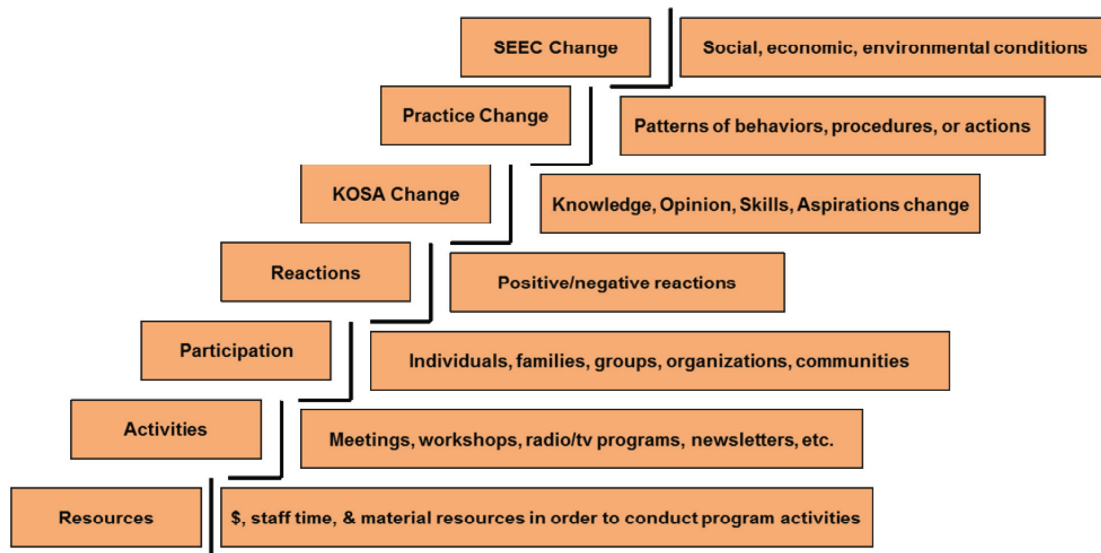 SEEC Change
Social, economic, environmental conditions
Practice Change
Patterns of behaviors, procedures, or actions
KOSA Change
Knowledge, Opinion, Skills, Aspirations change
Reactions
Positive/negative reactions
Participation
Individuals, families, groups, organizations, communities
Activities
Meetings, workshops, radio/tv programs, newsletters, etc.
Resources
$, staff time, & material resources in order to conduct program activities